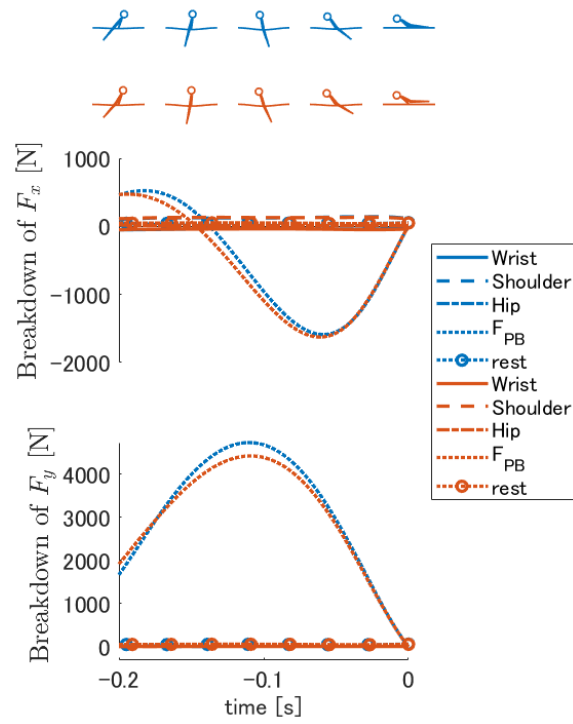 1000
0
−1000
−2000
Breakdown of F_x [N]
Wrist
Shoulder
Hip
F_PB
rest
Wrist
Shoulder
Hip
F_PB
rest
4000
3000
2000
1000
0
Breakdown of F_y [N]
−0.2
−0.1
0
time [s]